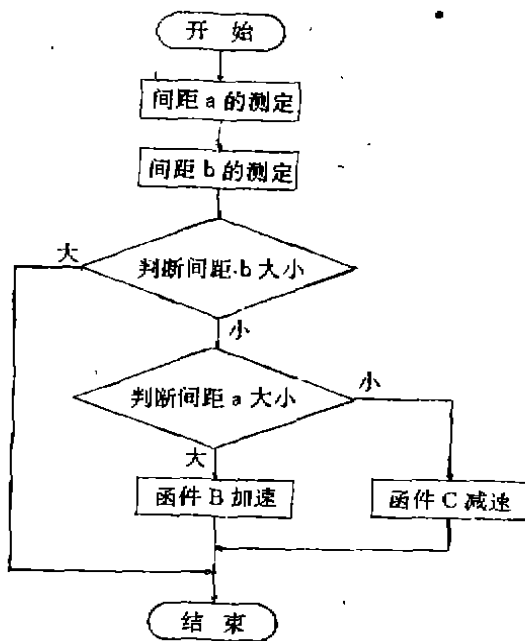 开 始
间距 a 的测定
间距 b 的测定
大
判断间距 b 大小
小
判断间距 a 大小
小
大
函件 B 加速
函件 C 减速
结 束